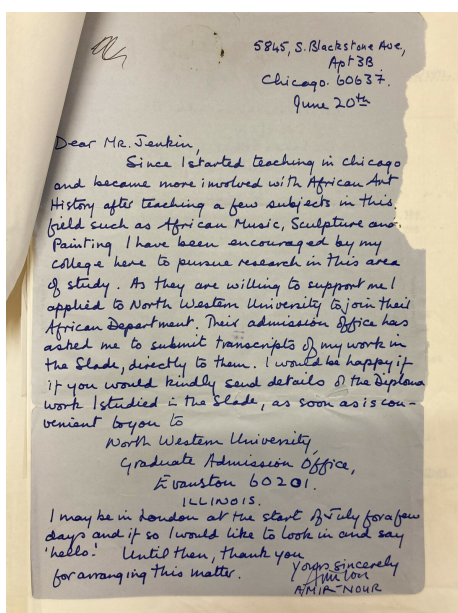 5845, S. Blackstone Ave,
Apt 3B
Chicago. 60637.
June 20th
Dear Mr. Jenkin,
Since I started teaching in Chicago
and became more involved with African Art
History after teaching a few subjects in this
field such as African Music, Sculpture and
Painting I have been encouraged by my
college here to pursue research in this area
of study. As they are willing to support me I
applied to North Western University to join their
African Department. Their admission office has
asked me to submit transcripts of my work in
the Slade, directly to them. I would be happy if
if you would kindly send details of the Diploma
work I studied in the Slade, as soon as is con-
venient to you to
North Western University,
Graduate Admission Office,
Evanston 60201.
ILLINOIS.
I may be in London at the start of July for a few
days and if so I would like to look in and say
'hello.' Until then, thank you
for arranging this matter.
Yours sincerely
AMIR-NOUR